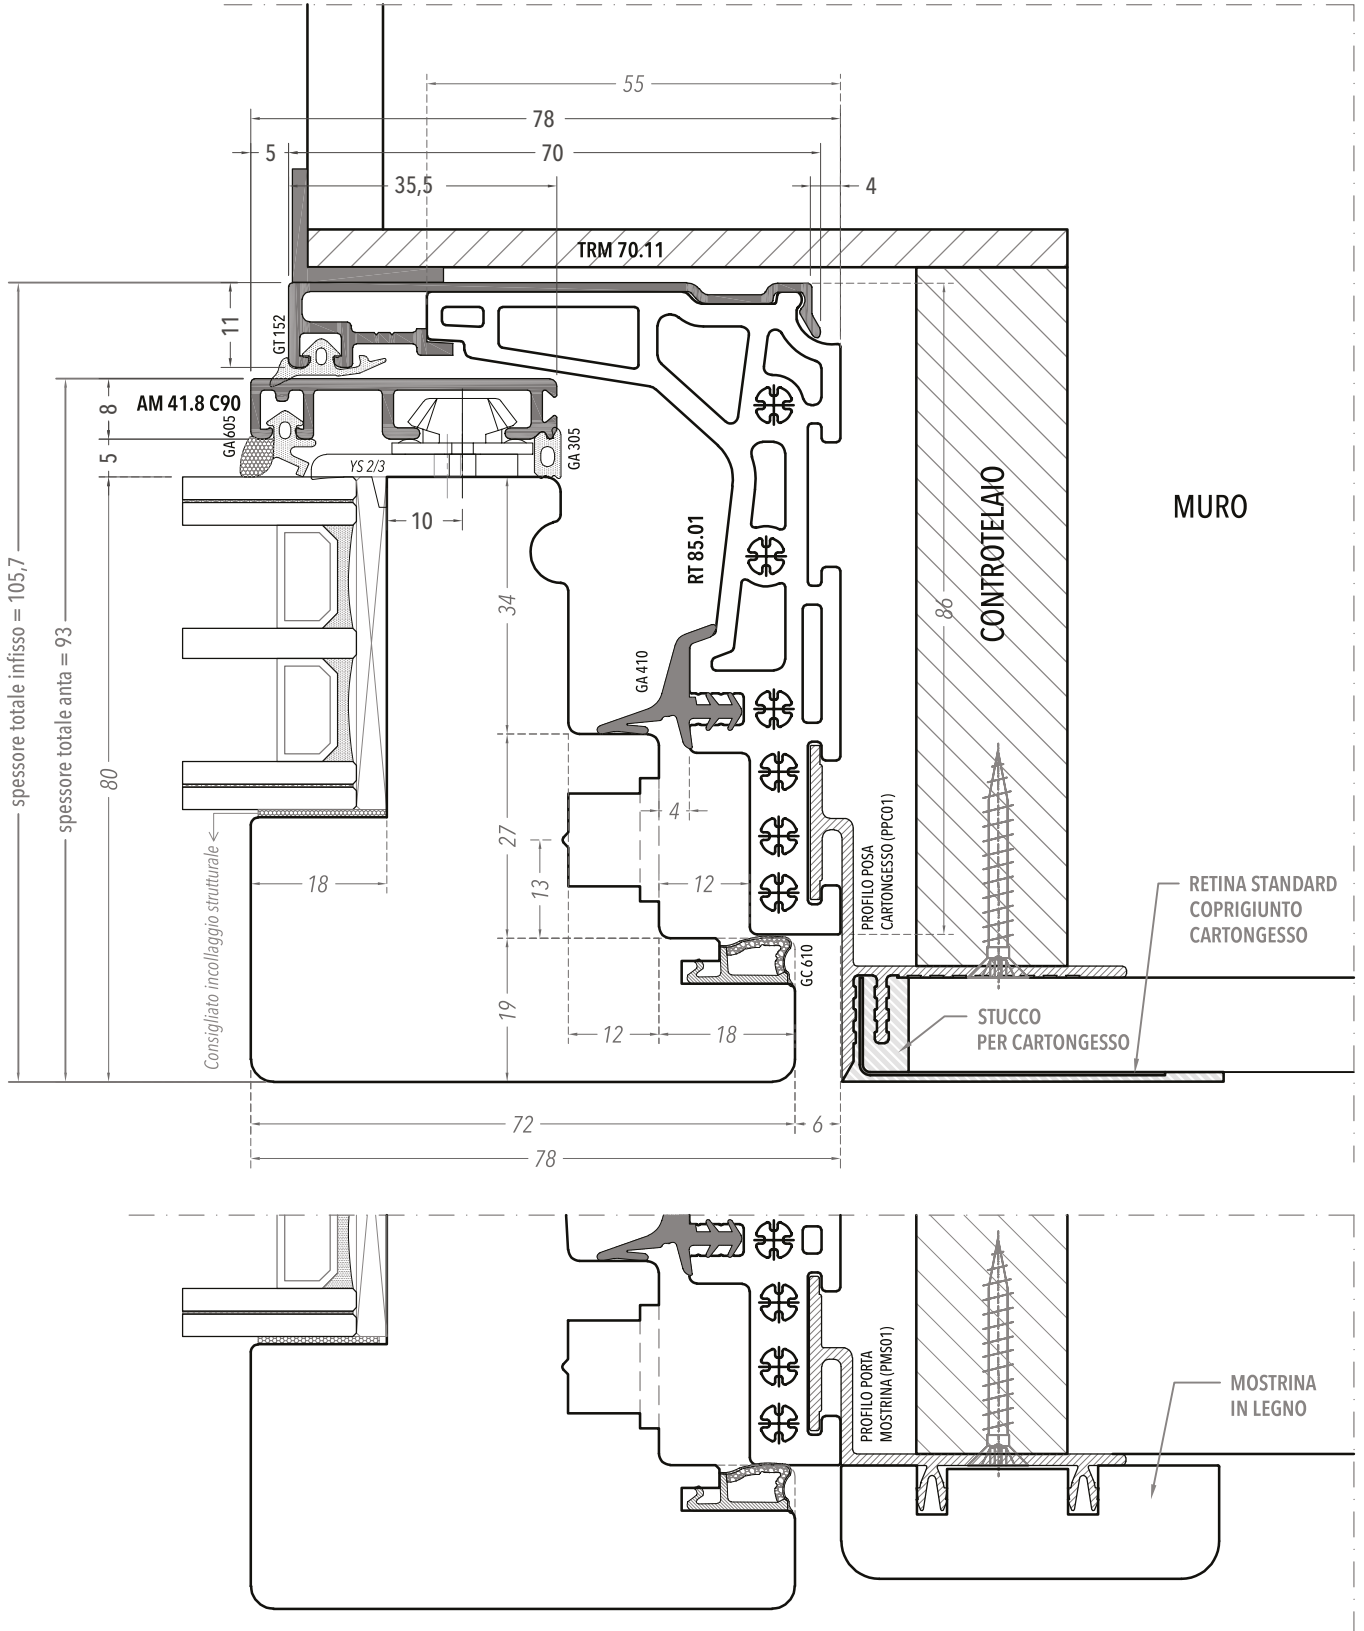 55
78
5
70
35,5
4
TRM 70.11
11
GT 152
8
AM 41.8 C90
GA 605
5
YS 2/3
GA 305
10
RT 85.01
CONTROTELAIO
MURO
86
34
GA 410
spessore totale infisso = 105,7
spessore totale anta = 93
80
4
27
13
12
18
Consigliato incollaggio strutturale
PROFILO POSA
CARTONGESSO (PPC01)
RETINA STANDARD
COPRIGIUNTO
CARTONGESSO
GC 610
19
12
18
STUCCO
PER CARTONGESSO
72
6
78
PROFILO PORTA
MOSTRINA (PMS01)
MOSTRINA
IN LEGNO